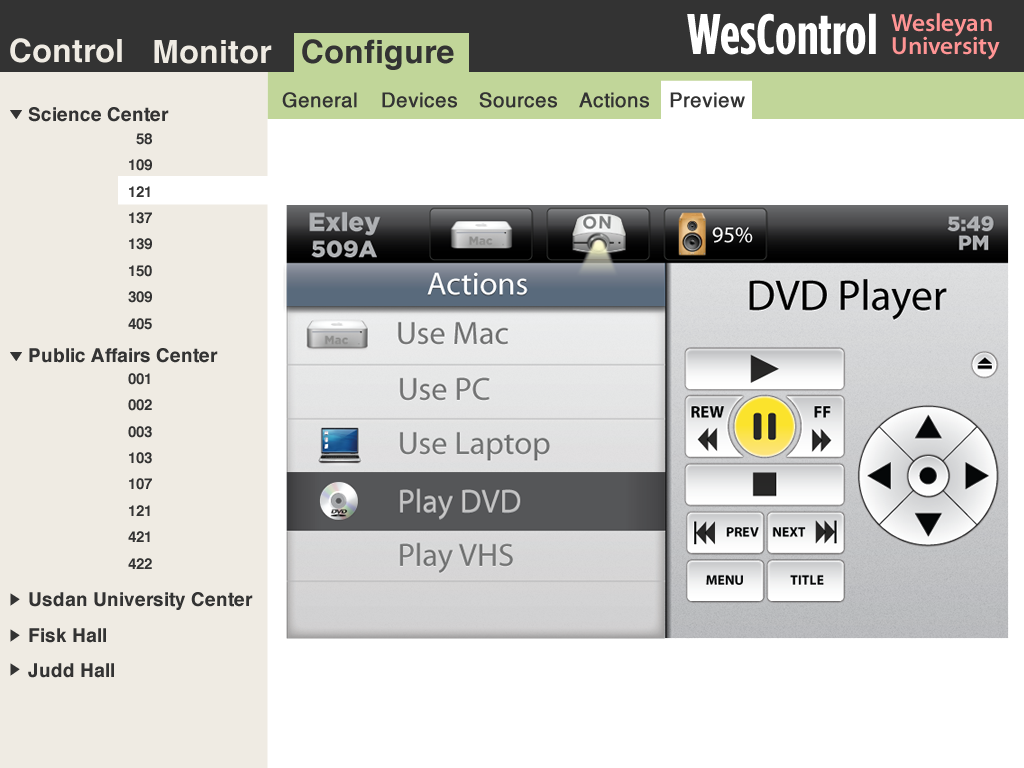 Control Monitor Configure
WesControl
Wesleyan
University
General Devices Sources Actions Preview
Science Center
58
109
121
137
139
150
309
405
Public Affairs Center
001
002
003
103
107
121
421
422
Usdan University Center
Fisk Hall
Judd Hall
Exley
509A
Mac
ON
95%
5:49
PM
Actions
Mac
Use Mac
Use PC
Use Laptop
DVD
Play DVD
Play VHS
DVD Player
REW
FF
PREV
NEXT
MENU
TITLE